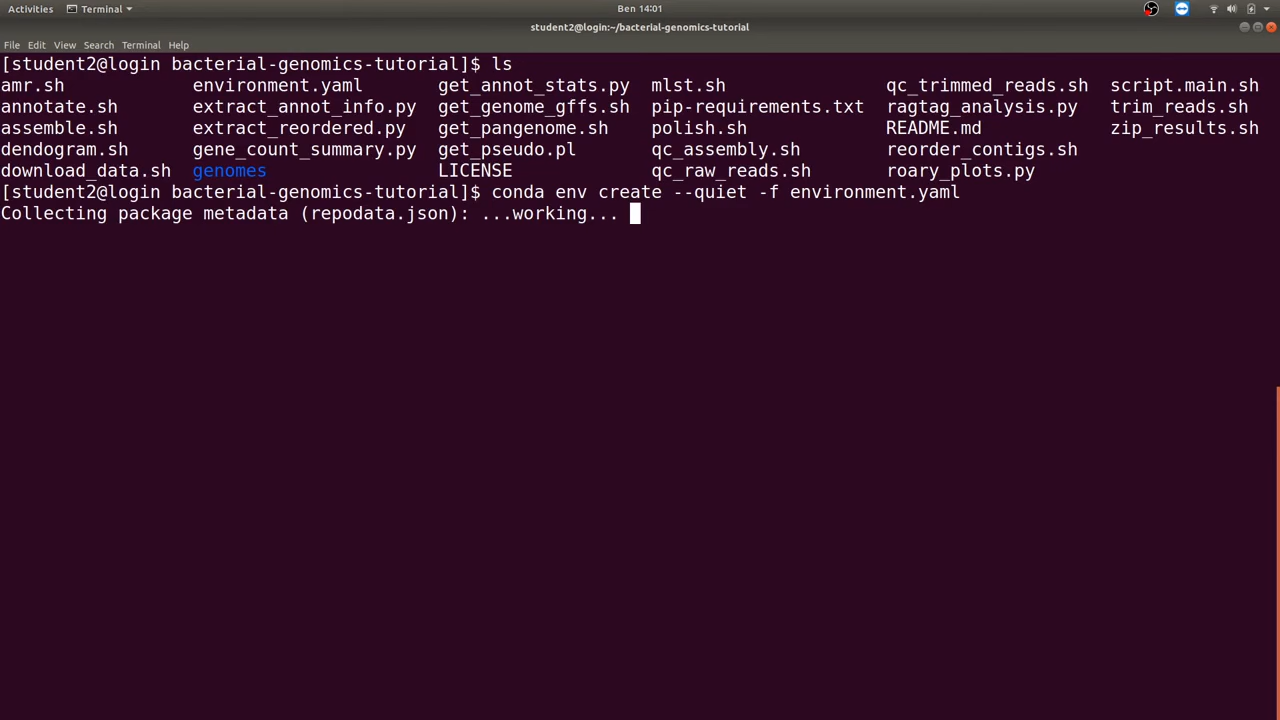 Activities Terminal Ben 14:01
student2@login:~/bacterial-genomics-tutorial
File Edit View Search Terminal Help
[student2@login bacterial-genomics-tutorial]$ ls
amr.sh environment.yaml get_annot_stats.py mlst.sh qc_trimmed_reads.sh script.main.sh
annotate.sh extract_annot_info.py get_genome_gffs.sh pip-requirements.txt ragtag_analysis.py trim_reads.sh
assemble.sh extract_reordered.py get_pangenome.sh polish.sh README.md zip_results.sh
dendogram.sh gene_count_summary.py get_pseudo.pl qc_assembly.sh reorder_contigs.sh
download_data.sh genomes LICENSE qc_raw_reads.sh roary_plots.py
[student2@login bacterial-genomics-tutorial]$ conda env create --quiet -f environment.yaml
Collecting package metadata (repodata.json): ...working...